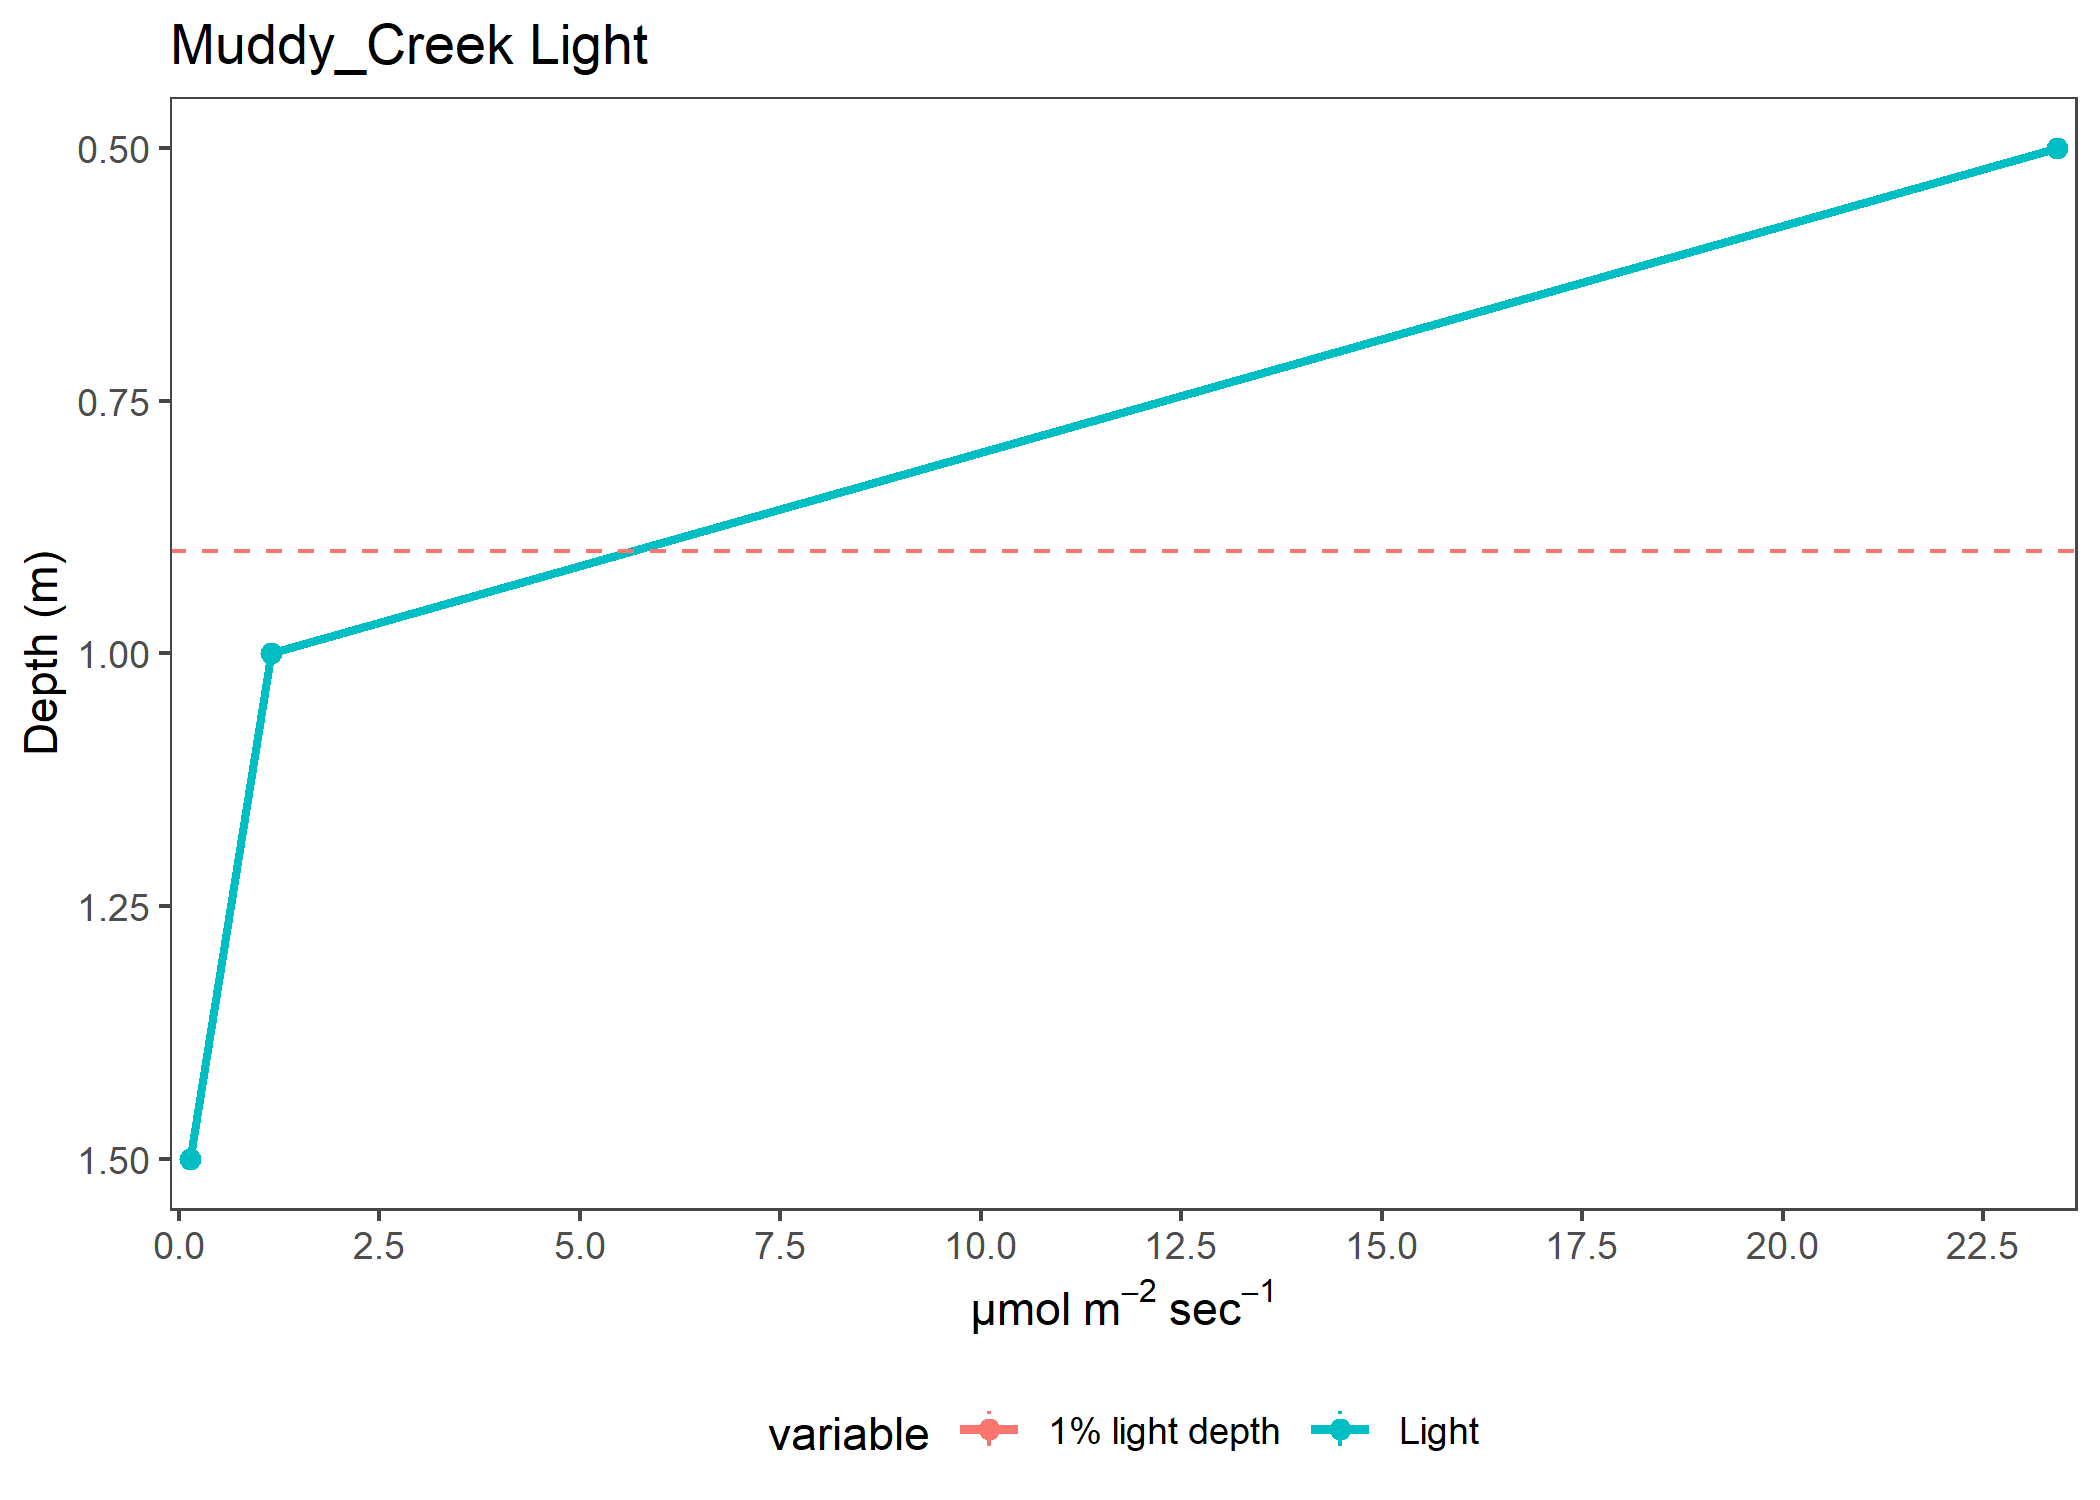 Muddy_Creek Light
0.50
0.75
1.00
1.25
1.50
Depth (m)
0.0 2.5 5.0 7.5 10.0 12.5 15.0 17.5 20.0 22.5
µmol m⁻² sec⁻¹
variable 1% light depth Light